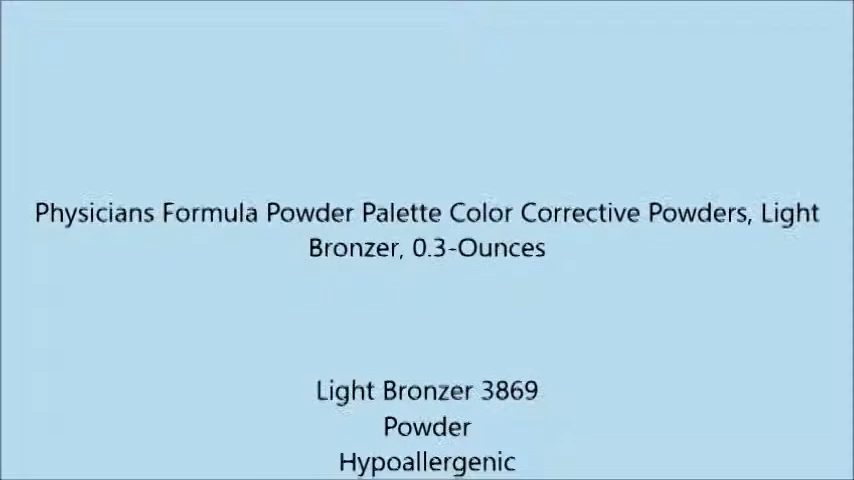 Physicians Formula Powder Palette Color Corrective Powders, Light
Bronzer, 0.3-Ounces
Light Bronzer 3869
Powder
Hypoallergenic